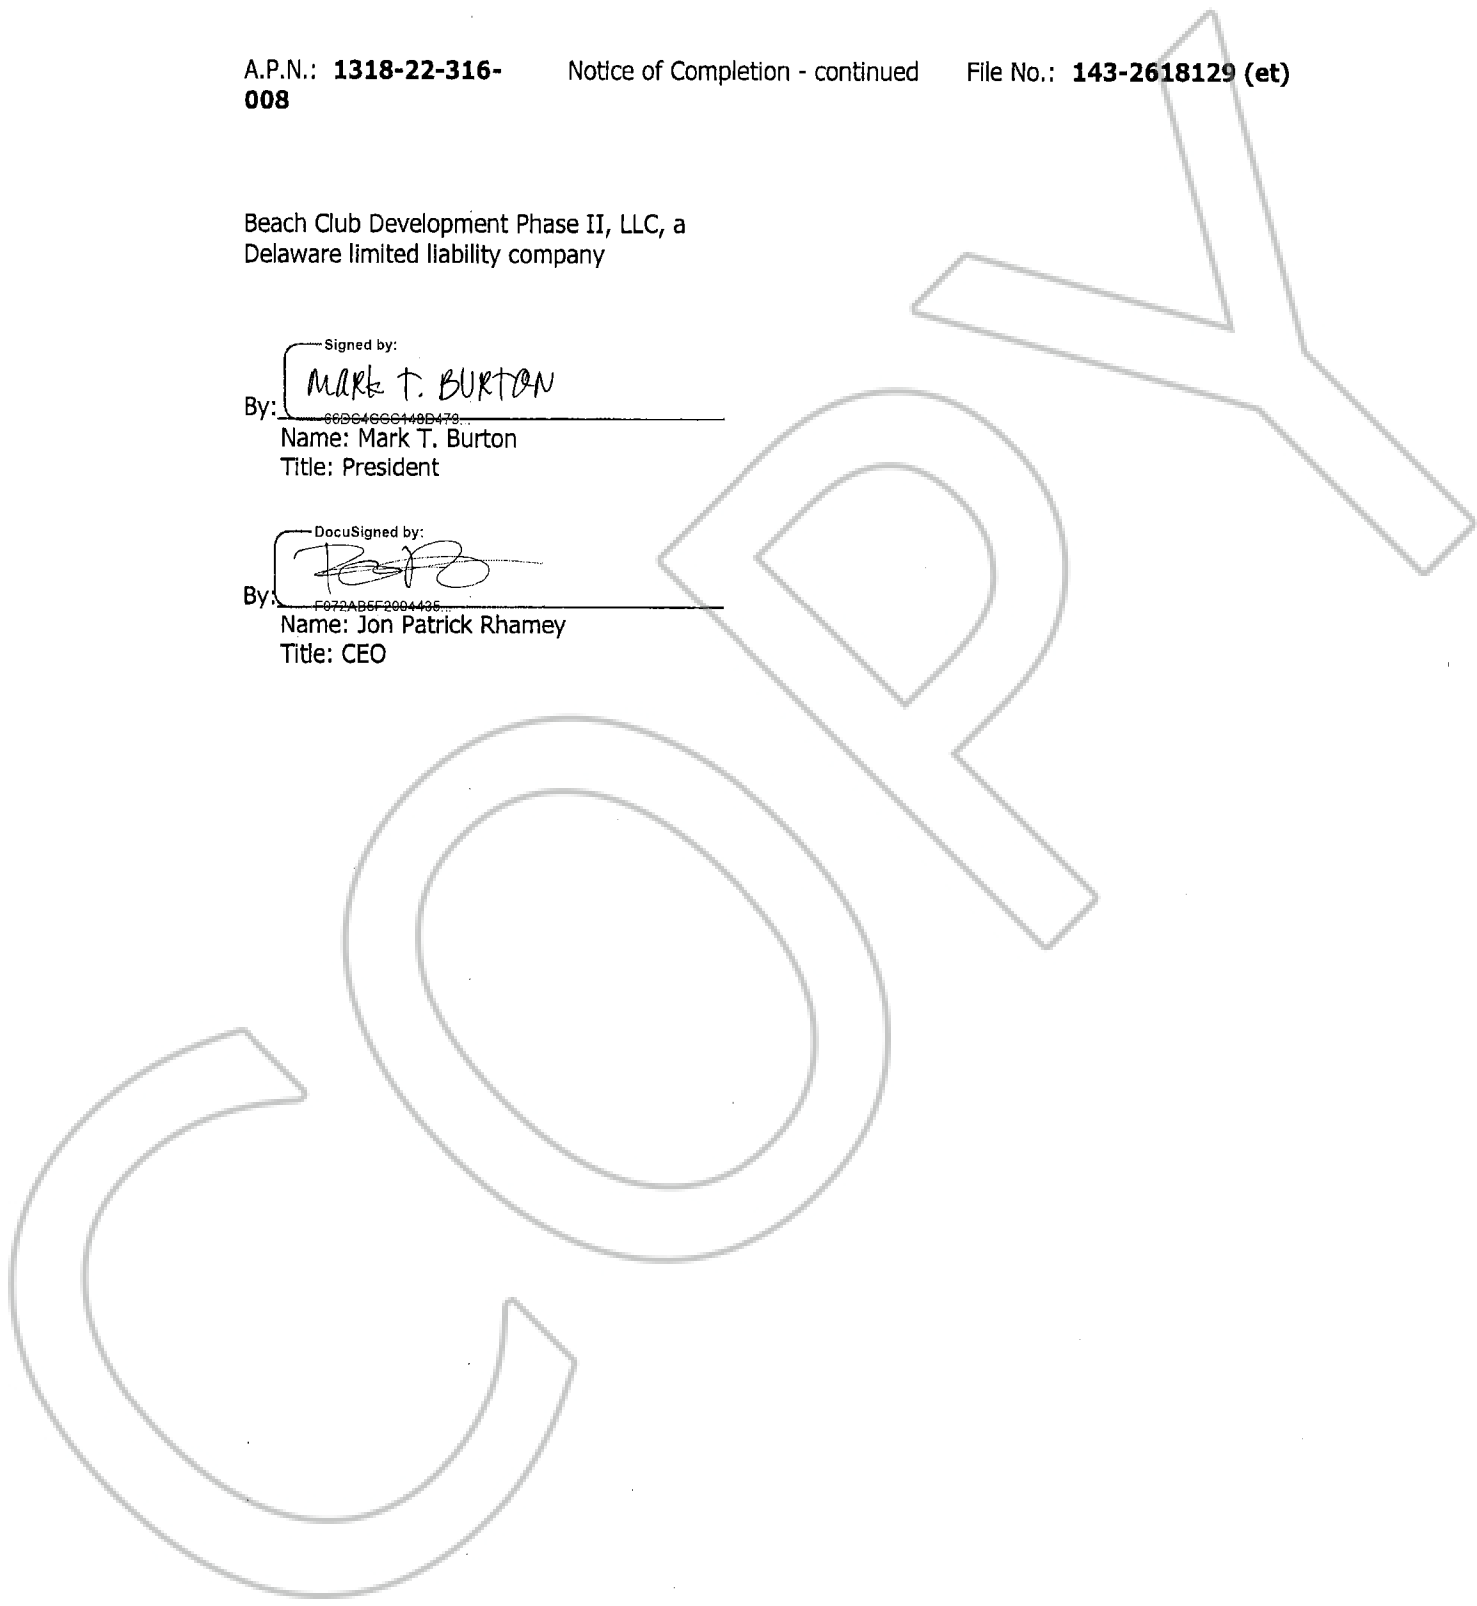 A.P.N.: 1318-22-316-008 Notice of Completion - continued File No.: 143-2618129 (et)
Beach Club Development Phase II, LLC, a
Delaware limited liability company
Signed by:
MARK T. BURTON
By:
Name: Mark T. Burton
Title: President
DocuSigned by:
By:
F072AB5F2004435...
Name: Jon Patrick Rhamey
Title: CEO
COPY